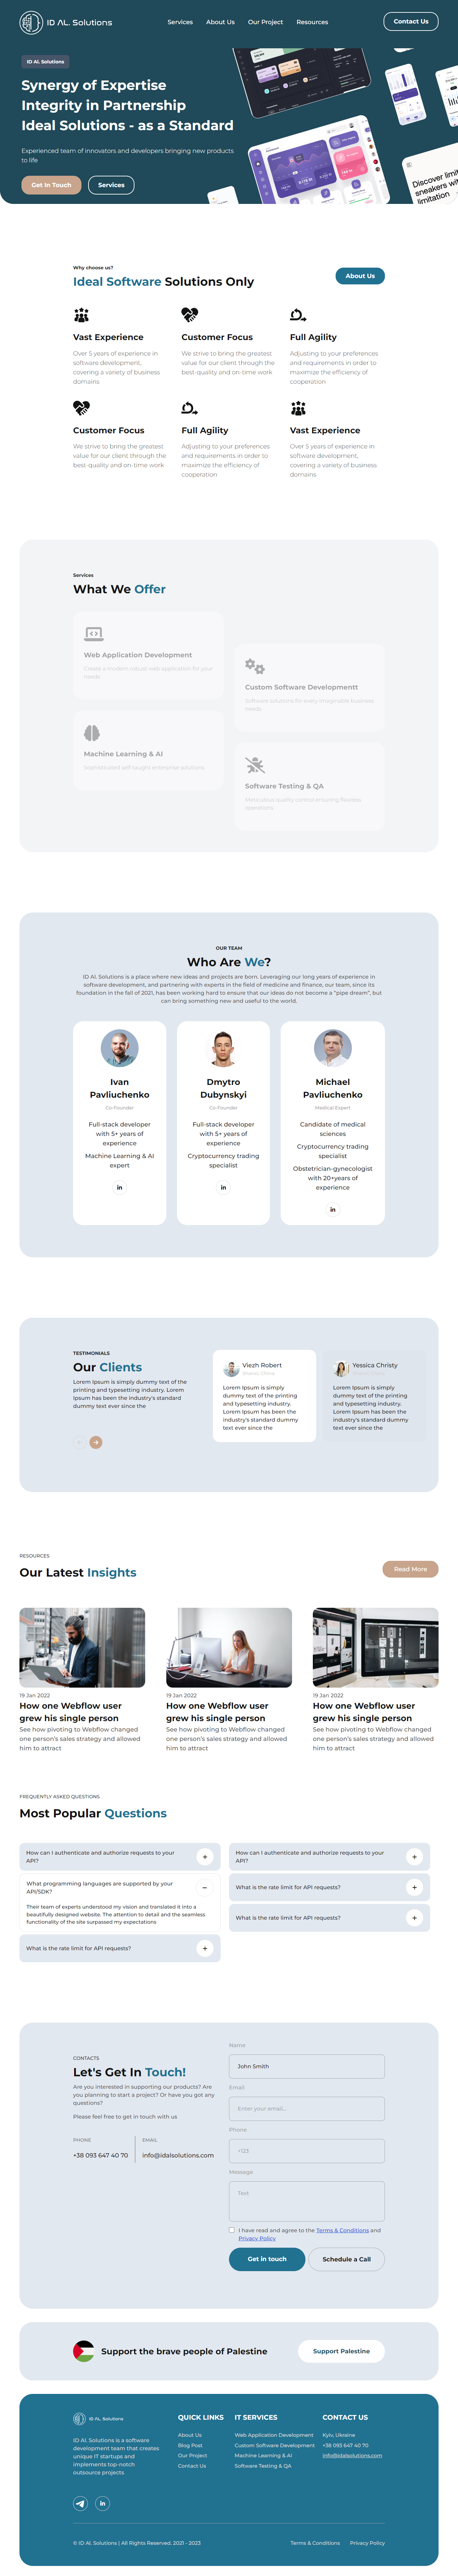 ID AL. Solutions
Services About Us Our Project Resources
Contact Us
ID Al. Solutions
Synergy of Expertise
Integrity in Partnership
Ideal Solutions - as a Standard
Experienced team of innovators and developers bringing new products
to life
Get In Touch
Services
Discover limit
sneakers wi
limitation
Why choose us?
Ideal Software Solutions Only
About Us
Vast Experience
Over 5 years of experience in
software development,
covering a variety of business
domains
Customer Focus
We strive to bring the greatest
value for our client through the
best-quality and on-time work
Full Agility
Adjusting to your preferences
and requirements in order to
maximize the efficiency of
cooperation
Customer Focus
We strive to bring the greatest
value for our client through the
best-quality and on-time work
Full Agility
Adjusting to your preferences
and requirements in order to
maximize the efficiency of
cooperation
Vast Experience
Over 5 years of experience in
software development,
covering a variety of business
domains
Services
What We Offer
Web Application Development
Create a modern robust web application for your
needs
Custom Software Developmentt
Software solutions for every imaginable business
needs
Machine Learning & AI
Sophisticated self-taught enterprise solutions
Software Testing & QA
Meticulous quality control ensuring flawless
operations
OUR TEAM
Who Are We?
ID Al. Solutions is a place where new ideas and projects are born. Leveraging our long years of experience in
software development, and partnering with experts in the field of medicine and finance, our team, since its
foundation in the fall of 2021, has been working hard to ensure that our ideas do not become a “pipe dream”, but
can bring something new and useful to the world.
Ivan
Pavliuchenko
Co-Founder
Full-stack developer
with 5+ years of
experience
Machine Learning & AI
expert
in
Dmytro
Dubynskyi
Co-Founder
Full-stack developer
with 5+ years of
experience
Cryptocurrency trading
specialist
in
Michael
Pavliuchenko
Medical Expert
Candidate of medical
sciences
Cryptocurrency trading
specialist
Obstetrician-gynecologist
with 20+years of
experience
in
TESTIMONIALS
Our Clients
Lorem Ipsum is simply dummy text of the
printing and typesetting industry. Lorem
Ipsum has been the industry's standard
dummy text ever since the
Viezh Robert
Lorem Ipsum is simply
dummy text of the printing
and typesetting industry.
Lorem Ipsum has been the
industry's standard dummy
text ever since the
Yessica Christy
Lorem Ipsum is simply
dummy text of the printing
and typesetting industry.
Lorem Ipsum has been the
industry's standard dummy
text ever since the
RESOURCES
Our Latest Insights
Read More
19 Jan 2022
How one Webflow user
grew his single person
See how pivoting to Webflow changed
one person's sales strategy and allowed
him to attract
19 Jan 2022
How one Webflow user
grew his single person
See how pivoting to Webflow changed
one person's sales strategy and allowed
him to attract
19 Jan 2022
How one Webflow user
grew his single person
See how pivoting to Webflow changed
one person's sales strategy and allowed
him to attract
FREQUENTLY ASKED QUESTIONS
Most Popular Questions
How can I authenticate and authorize requests to your
API?
What programming languages are supported by your
API/SDK?
Their team of experts understood my vision and translated it into a
beautifully designed website. The attention to detail and the seamless
functionality of the site surpassed my expectations
What is the rate limit for API requests?
How can I authenticate and authorize requests to your
API?
What is the rate limit for API requests?
What is the rate limit for API requests?
CONTACTS
Let's Get In Touch!
Are you interested in supporting our products? Are
you planning to start a project? Or have you got any
questions?
Please feel free to get in touch with us
PHONE
+38 093 647 40 70
EMAIL
info@idalsolutions.com
Name
John Smith
Email
Enter your email...
Phone
+123
Message
Text
I have read and agree to the Terms & Conditions and
Privacy Policy
Get in touch
Schedule a Call
Support the brave people of Palestine
Support Palestine
ID AL. Solutions
ID Al. Solutions is a software
development team that creates
unique IT startups and
implements top-notch
outsource projects
in
QUICK LINKS
About Us
Blog Post
Our Project
Contact Us
IT SERVICES
Web Application Development
Custom Software Development
Machine Learning & AI
Software Testing & QA
CONTACT US
Kyiv, Ukraine
+38 093 647 40 70
info@idalsolutions.com
© ID Al. Solutions | All Rights Reserved. 2021 - 2023
Terms & Conditions Privacy Policy